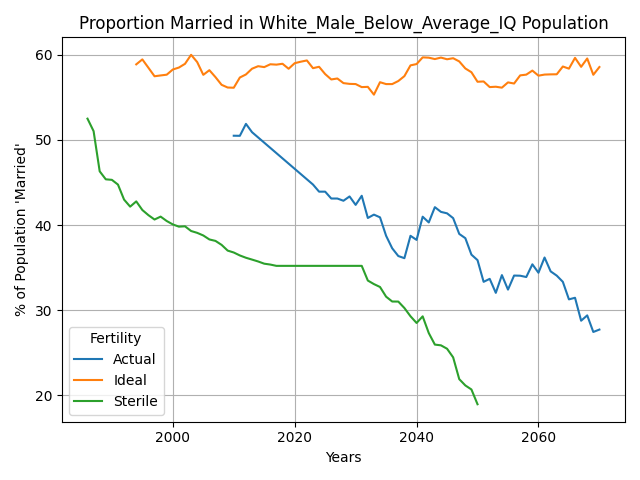 Proportion Married in White_Male_Below_Average_IQ Population
% of Population 'Married'
60
50
40
30
20
Fertility
Actual
Ideal
Sterile
2000
2020
2040
2060
Years